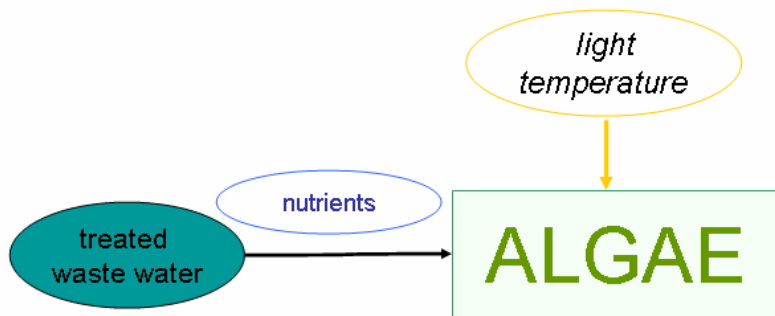 light
temperature
nutrients
treated
waste water
ALGAE